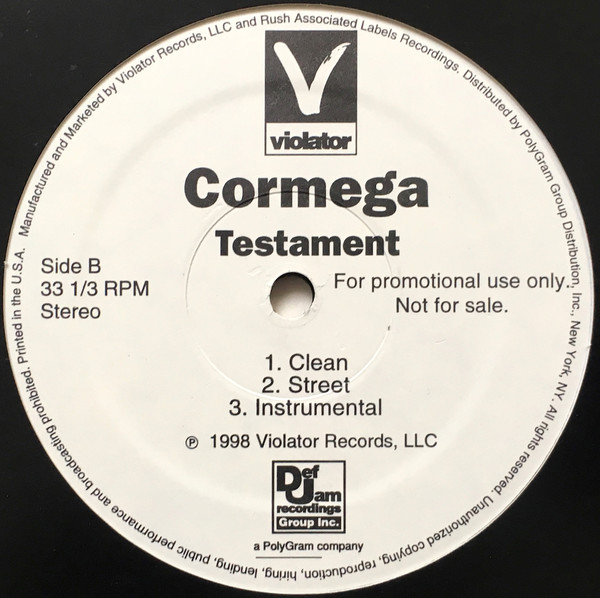 V
violator
Cormega
Testament
Side B
33 1/3 RPM
Stereo
For promotional use only.
Not for sale.
1. Clean
2. Street
3. Instrumental
℗ 1998 Violator Records, LLC
Def
Jam
recordings
Group Inc.
a PolyGram company
Manufactured and Marketed by Violator Records, LLC and Rush Associated Labels Recordings. Distributed by PolyGram Group Distribution, Inc., New York, NY. All rights reserved. Unauthorized copying, reproduction, hiring, lending, public performance and broadcasting prohibited. Printed in the U.S.A.